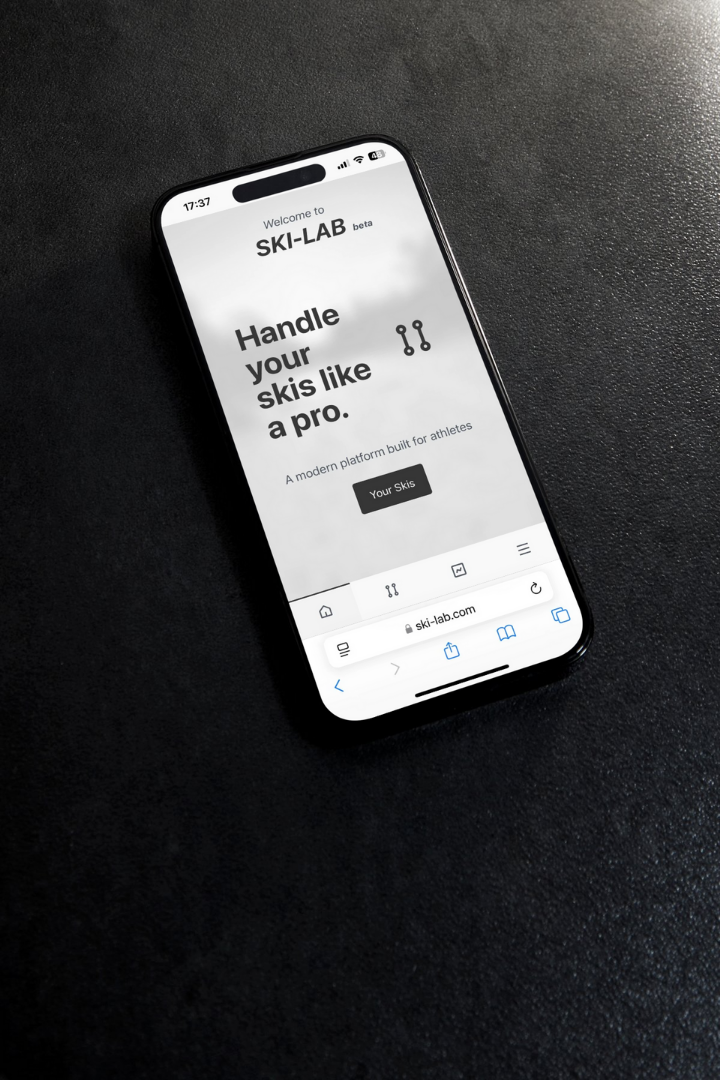 17:37
48
Welcome to
SKI-LAB beta
Handle
your
skis like
a pro.
A modern platform built for athletes
Your Skis
ski-lab.com